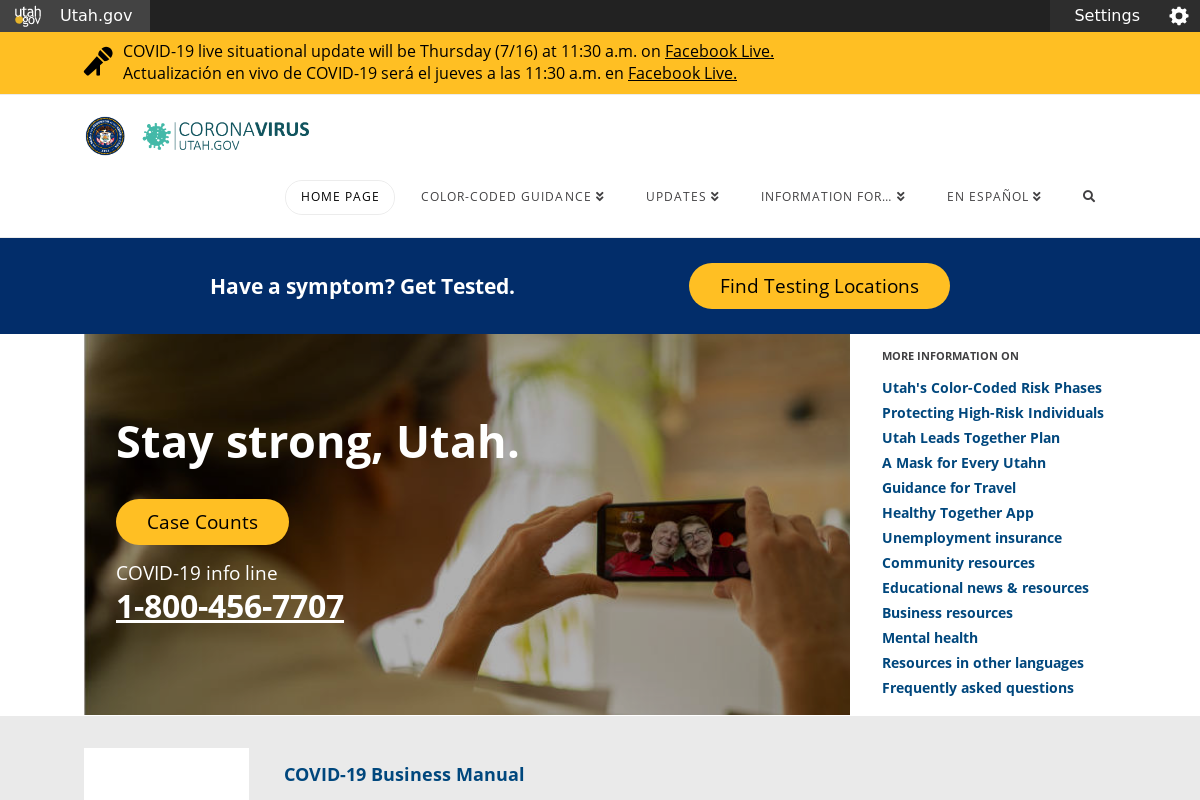 utah gov
Utah.gov
Settings
COVID-19 live situational update will be Thursday (7/16) at 11:30 a.m. on Facebook Live.
Actualización en vivo de COVID-19 será el jueves a las 11:30 a.m. en Facebook Live.
CORONAVIRUS
UTAH.GOV
HOME PAGE
COLOR-CODED GUIDANCE
UPDATES
INFORMATION FOR…
EN ESPAÑOL
Have a symptom? Get Tested.
Find Testing Locations
Stay strong, Utah.
Case Counts
COVID-19 info line
1-800-456-7707
MORE INFORMATION ON
Utah's Color-Coded Risk Phases
Protecting High-Risk Individuals
Utah Leads Together Plan
A Mask for Every Utahn
Guidance for Travel
Healthy Together App
Unemployment insurance
Community resources
Educational news & resources
Business resources
Mental health
Resources in other languages
Frequently asked questions
COVID-19 Business Manual